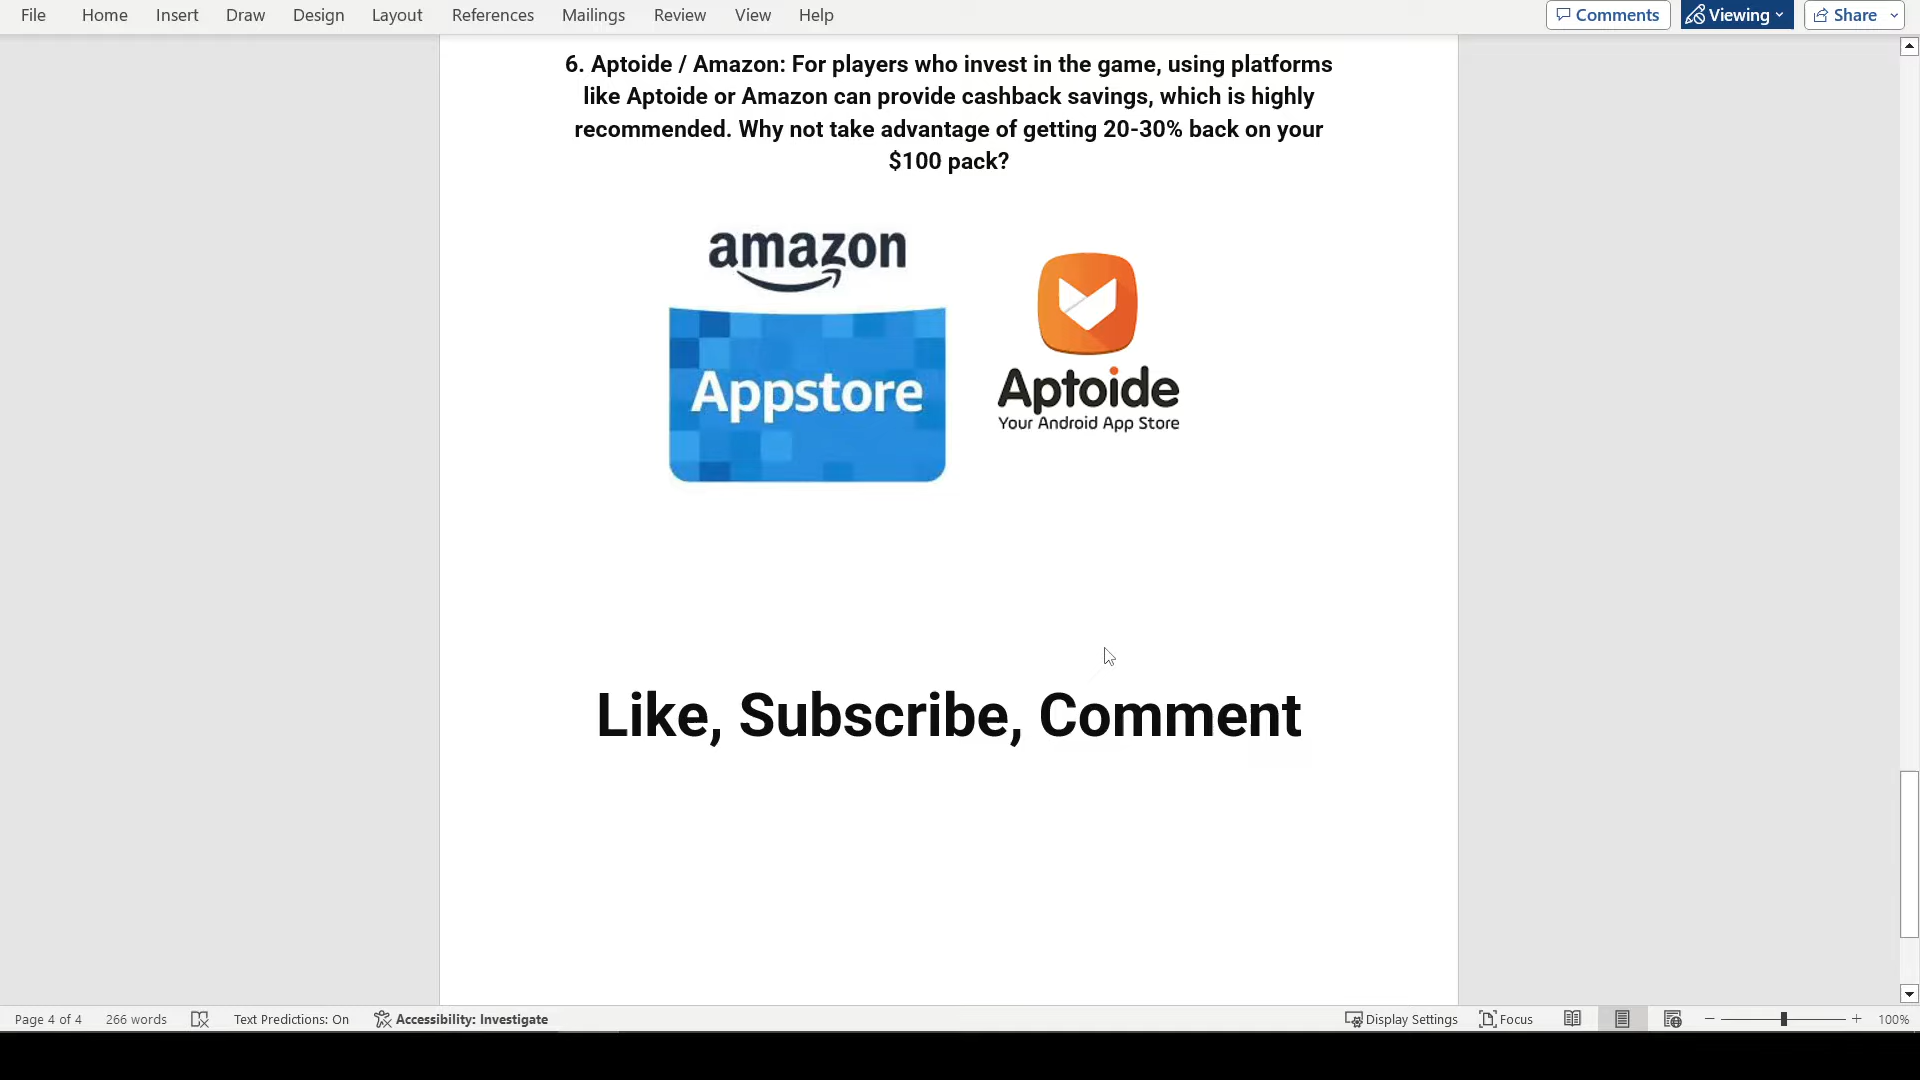 File Home Insert Draw Design Layout References Mailings Review View Help Comments Viewing Share
6. Aptoide / Amazon: For players who invest in the game, using platforms
like Aptoide or Amazon can provide cashback savings, which is highly
recommended. Why not take advantage of getting 20-30% back on your
$100 pack?
amazon
Appstore
Aptoide
Your Android App Store
Like, Subscribe, Comment
Page 4 of 4 266 words Text Predictions: On Accessibility: Investigate Display Settings Focus 100%